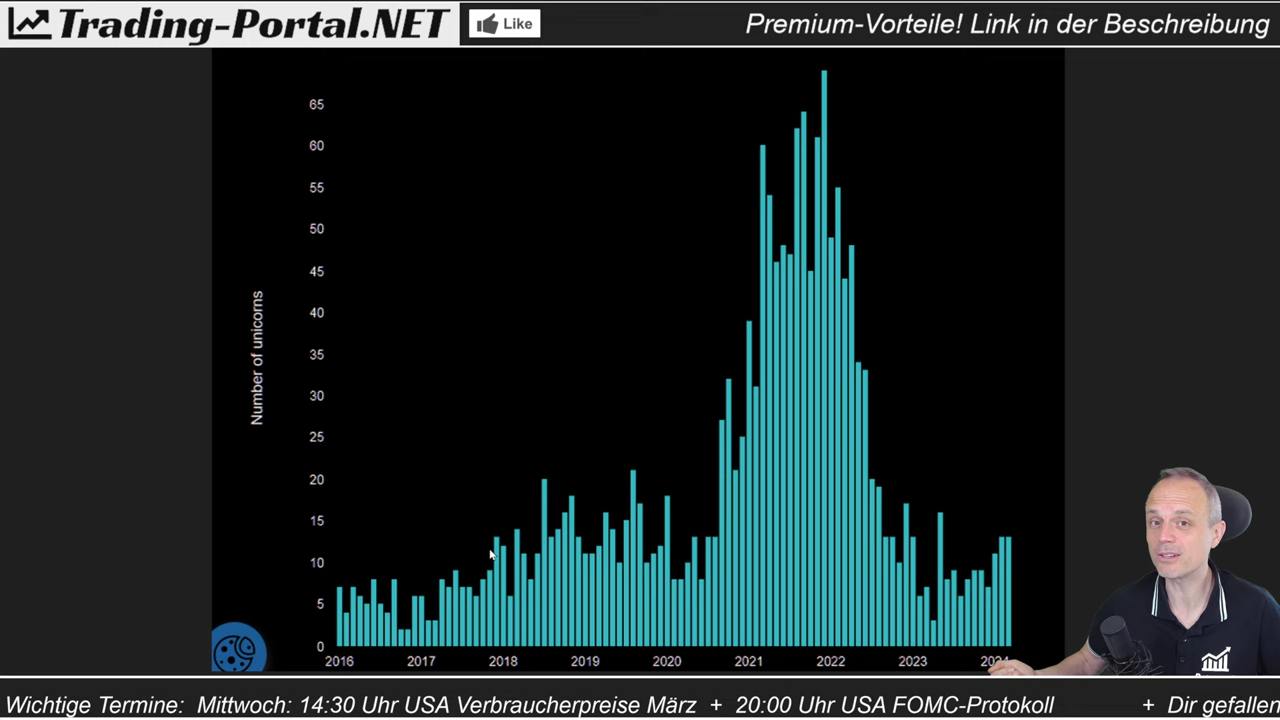 Trading-Portal.NET
Like
Premium-Vorteile! Link in der Beschreibung
65
60
55
50
45
40
35
30
25
20
15
10
5
0
Number of unicorns
2016 2017 2018 2019 2020 2021 2022 2023 2024
Wichtige Termine: Mittwoch: 14:30 Uhr USA Verbraucherpreise März + 20:00 Uhr USA FOMC-Protokoll + Dir gefallen